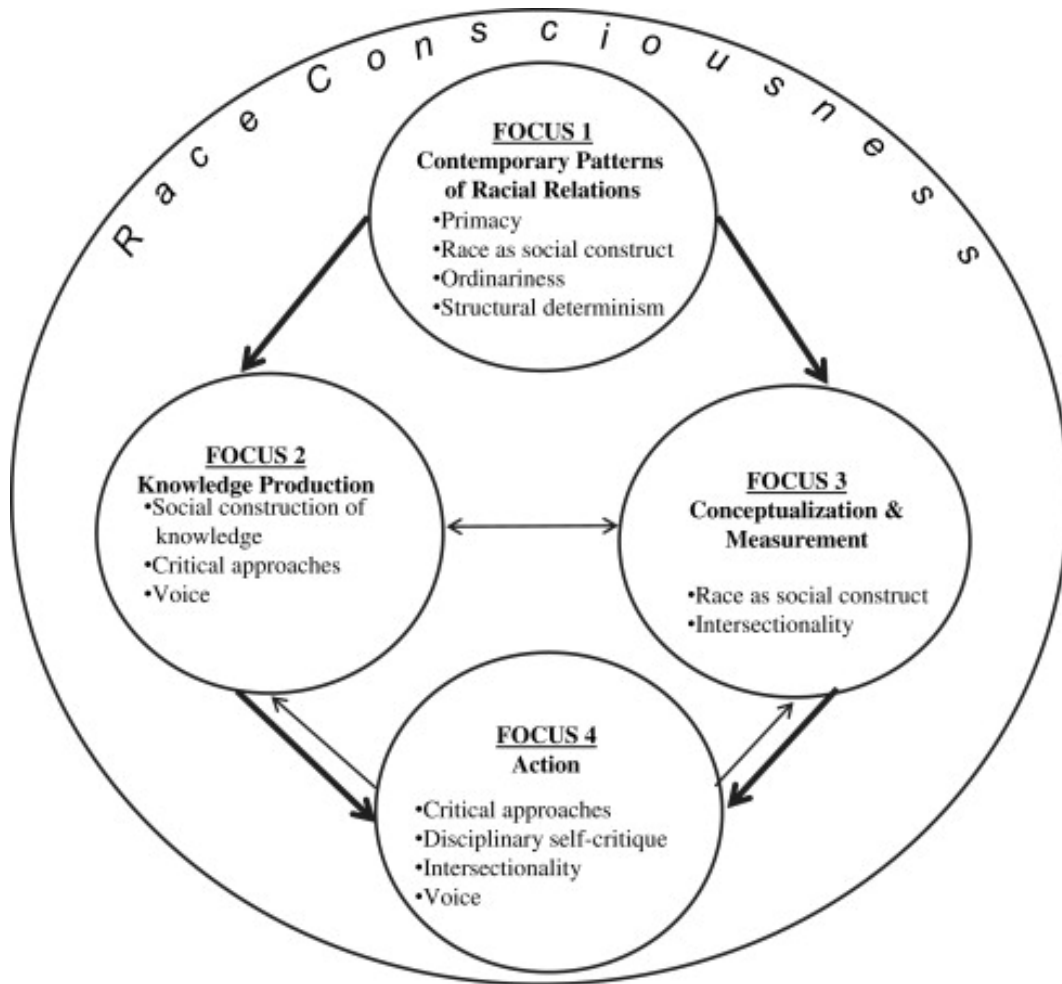 Race Consciousness
FOCUS 1
Contemporary Patterns
of Racial Relations
•Primacy
•Race as social construct
•Ordinariness
•Structural determinism
FOCUS 2
Knowledge Production
•Social construction of
knowledge
•Critical approaches
•Voice
FOCUS 3
Conceptualization &
Measurement
•Race as social construct
•Intersectionality
FOCUS 4
Action
•Critical approaches
•Disciplinary self-critique
•Intersectionality
•Voice